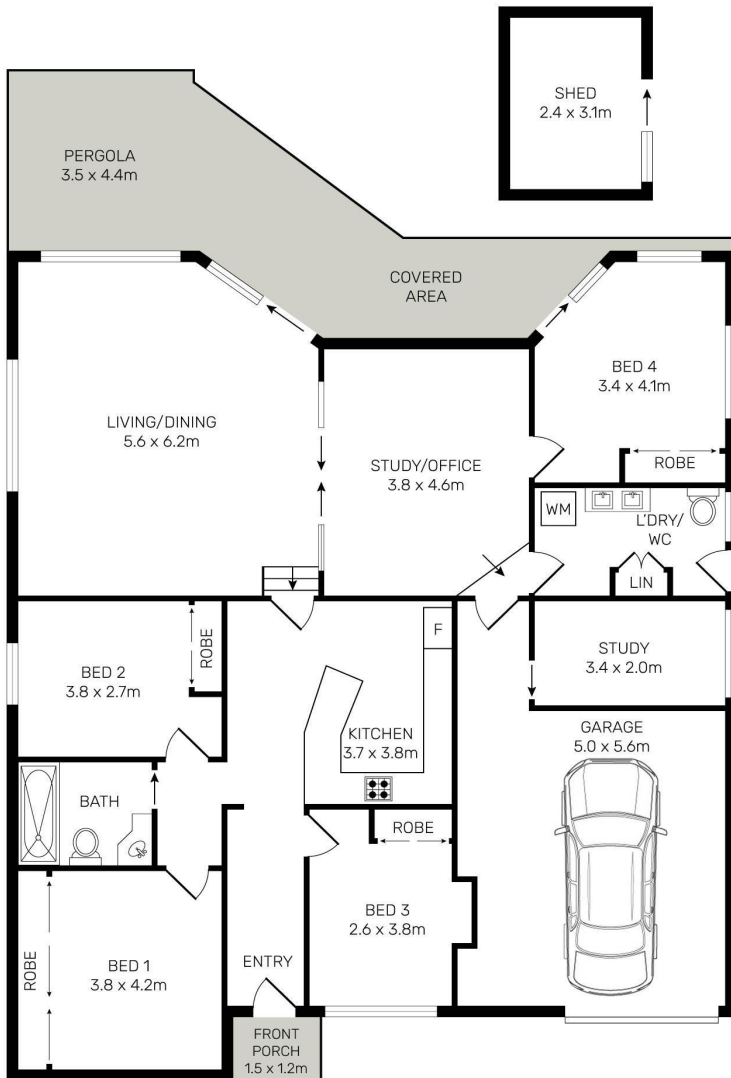 SHED
2.4 x 3.1m
PERGOLA
3.5 x 4.4m
COVERED
AREA
BED 4
3.4 x 4.1m
ROBE
LIVING/DINING
5.6 x 6.2m
STUDY/OFFICE
3.8 x 4.6m
WM
L'DRY/
WC
LIN
F
STUDY
3.4 x 2.0m
BED 2
3.8 x 2.7m
ROBE
KITCHEN
3.7 x 3.8m
GARAGE
5.0 x 5.6m
BATH
ROBE
BED 3
2.6 x 3.8m
BED 1
3.8 x 4.2m
ROBE
ENTRY
FRONT
PORCH
1.5 x 1.2m